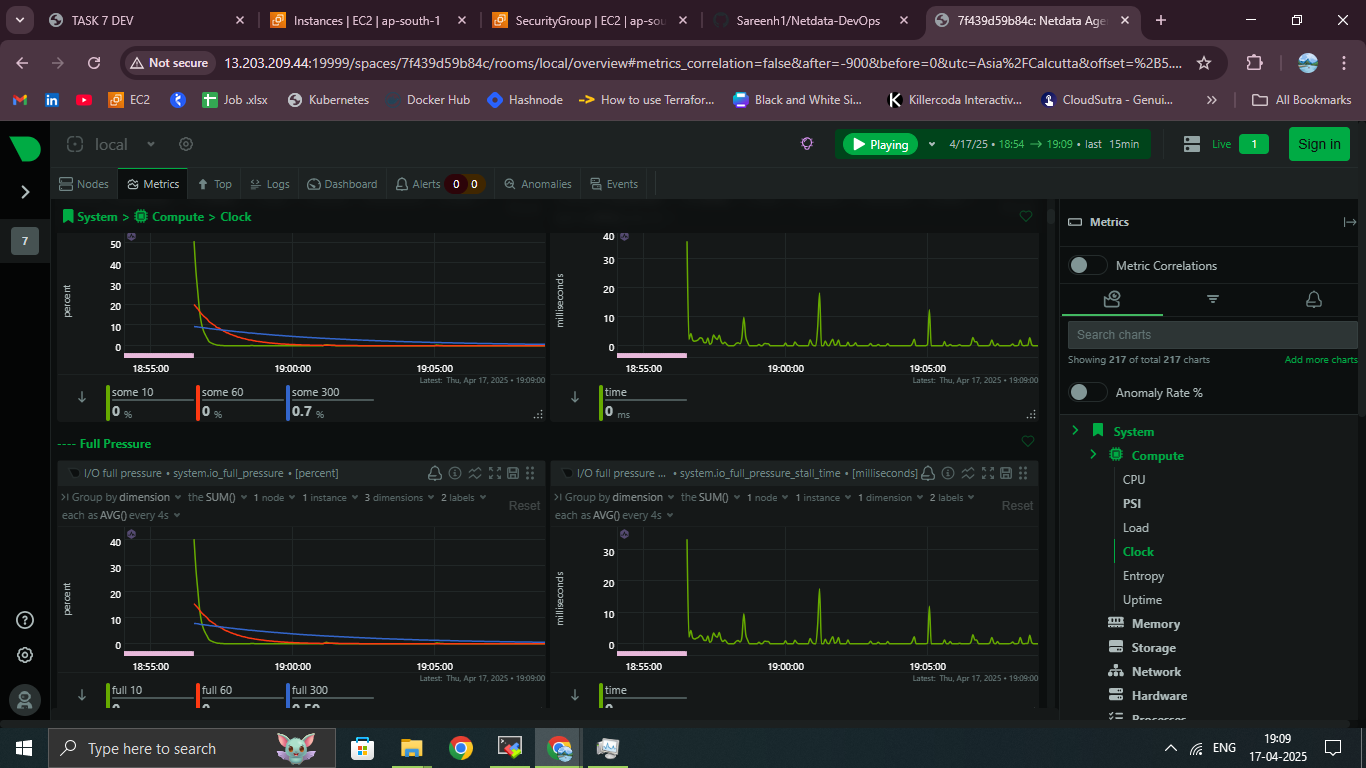 TASK 7 DEV
Instances | EC2 | ap-south-1
SecurityGroup | EC2 | ap-sou
Sareenh1/Netdata-DevOps
7f439d59b84c: Netdata Age
Not secure
13.203.209.44:19999/spaces/7f439d59b84c/rooms/local/overview#metrics_correlation=false&after=-900&before=0&utc=Asia%2FCalcutta&offset=%2B5....
EC2
Job .xlsx
Kubernetes
Docker Hub
Hashnode
How to use Terrafor...
Black and White Si...
Killercoda Interactiv...
CloudSutra - Genui...
All Bookmarks
local
Playing
4/17/25 • 18:54 → 19:09 • last 15min
Live
1
Sign in
Nodes
Metrics
Top
Logs
Dashboard
Alerts
0
0
Anomalies
Events
7
System > Compute > Clock
percent
50
40
30
20
10
0
18:55:00
19:00:00
19:05:00
Latest: Thu, Apr 17, 2025 • 19:09:00
some 10
0 %
some 60
0 %
some 300
0.7 %
milliseconds
40
30
20
10
0
18:55:00
19:00:00
19:05:00
Latest: Thu, Apr 17, 2025 • 19:09:00
time
0 ms
---- Full Pressure
I/O full pressure • system.io_full_pressure • [percent]
Group by dimension the SUM() 1 node 1 instance 3 dimensions 2 labels
each as AVG() every 4s
Reset
percent
40
30
20
10
0
18:55:00
19:00:00
19:05:00
Latest: Thu, Apr 17, 2025 • 19:09:00
full 10
full 60
full 300
I/O full pressure ... • system.io_full_pressure_stall_time • [milliseconds]
Group by dimension the SUM() 1 node 1 instance 1 dimension 2 labels
each as AVG() every 4s
Reset
milliseconds
30
20
10
0
18:55:00
19:00:00
19:05:00
Latest: Thu, Apr 17, 2025 • 19:09:00
time
Metrics
Metric Correlations
Search charts
Showing 217 of total 217 charts
Add more charts
Anomaly Rate %
System
Compute
CPU
PSI
Load
Clock
Entropy
Uptime
Memory
Storage
Network
Hardware
Processes
Type here to search
ENG
19:09
17-04-2025